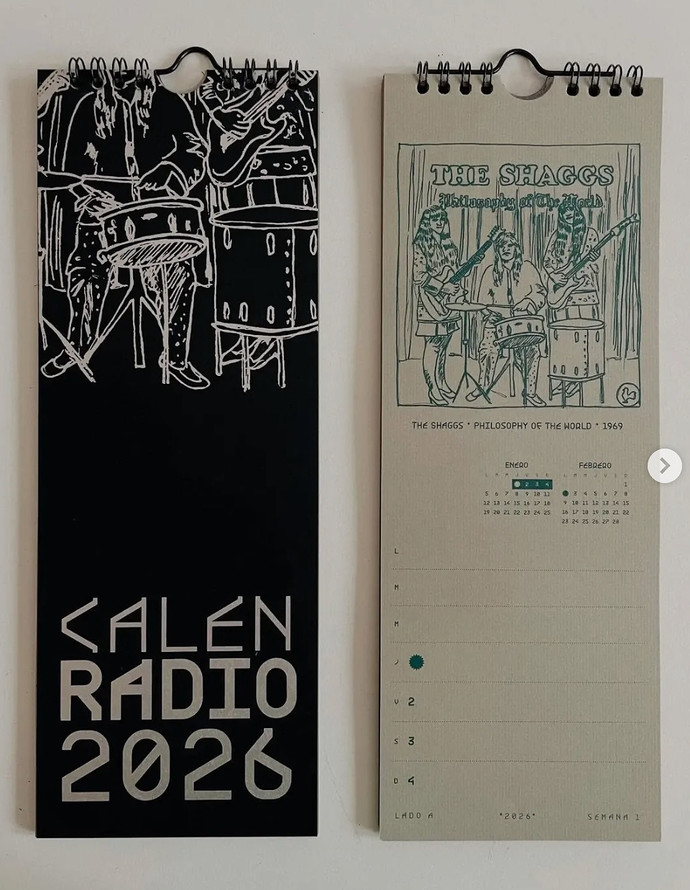 CALEN
RADIO
2026
THE SHAGGS
Philosophy of The World
THE SHAGGS * PHILOSOPHY OF THE WORLD * 1969
ENERO
L M M J V S D
2 3 4
5 6 7 8 9 10 11
12 13 14 15 16 17 18
19 20 21 22 23 24 25
FEBRERO
L M M J V S D
1
3 4 5 6 7 8
9 10 11 12 13 14 15
16 17 18 19 20 21 22
23 24 25 26 27 28
L
M
M
J
V 2
S 3
D 4
LADO A "2026" SEMANA 1